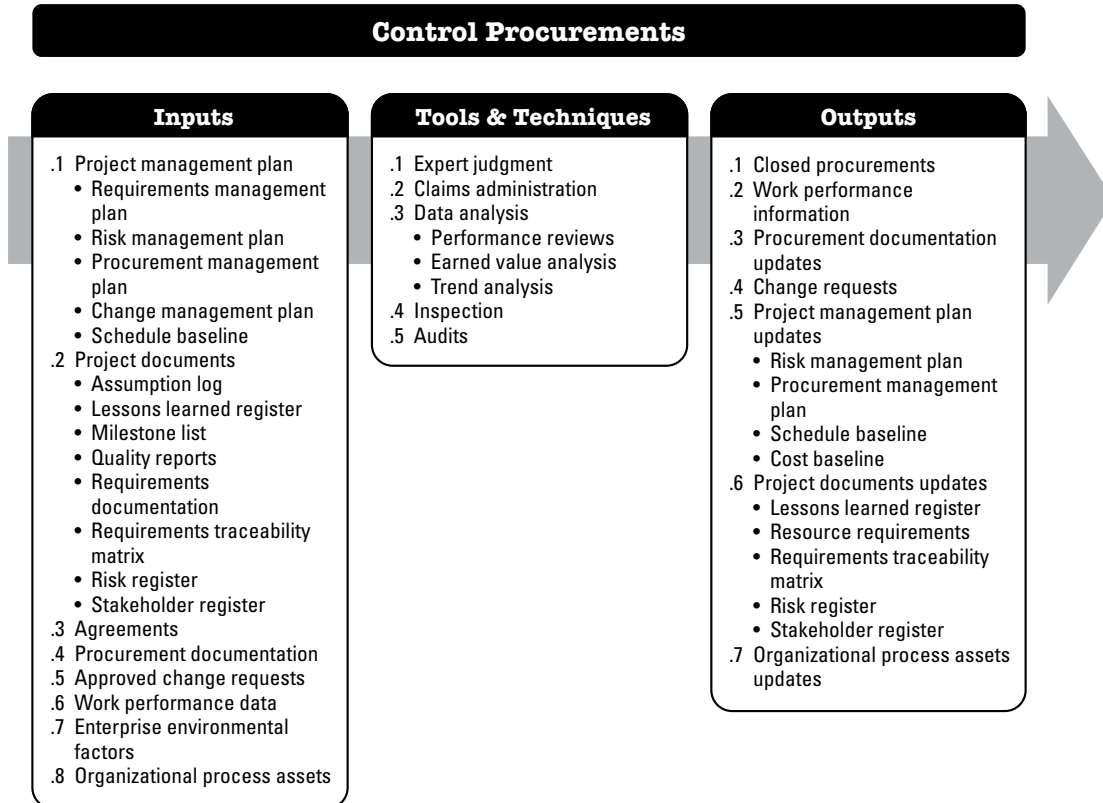 Control Procurements
Inputs
.1 Project management plan
• Requirements management
plan
• Risk management plan
• Procurement management
plan
• Change management plan
• Schedule baseline
.2 Project documents
• Assumption log
• Lessons learned register
• Milestone list
• Quality reports
• Requirements
documentation
• Requirements traceability
matrix
• Risk register
• Stakeholder register
.3 Agreements
.4 Procurement documentation
.5 Approved change requests
.6 Work performance data
.7 Enterprise environmental
factors
.8 Organizational process assets
Tools & Techniques
.1 Expert judgment
.2 Claims administration
.3 Data analysis
• Performance reviews
• Earned value analysis
• Trend analysis
.4 Inspection
.5 Audits
Outputs
.1 Closed procurements
.2 Work performance
information
.3 Procurement documentation
updates
.4 Change requests
.5 Project management plan
updates
• Risk management plan
• Procurement management
plan
• Schedule baseline
• Cost baseline
.6 Project documents updates
• Lessons learned register
• Resource requirements
• Requirements traceability
matrix
• Risk register
• Stakeholder register
.7 Organizational process assets
updates